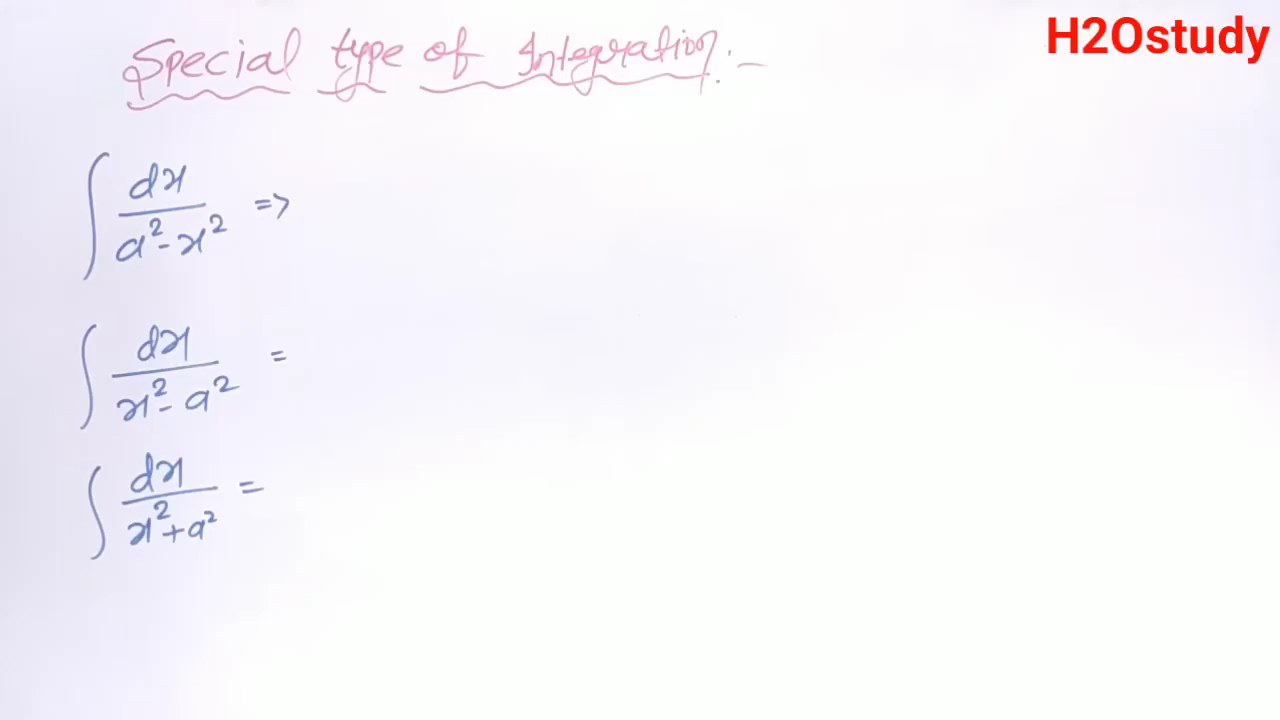 H2Ostudy
Special type of Integration:-
∫ dx / a²-x² =>
∫ dx / x²-a² =
∫ dx / x²+a² =